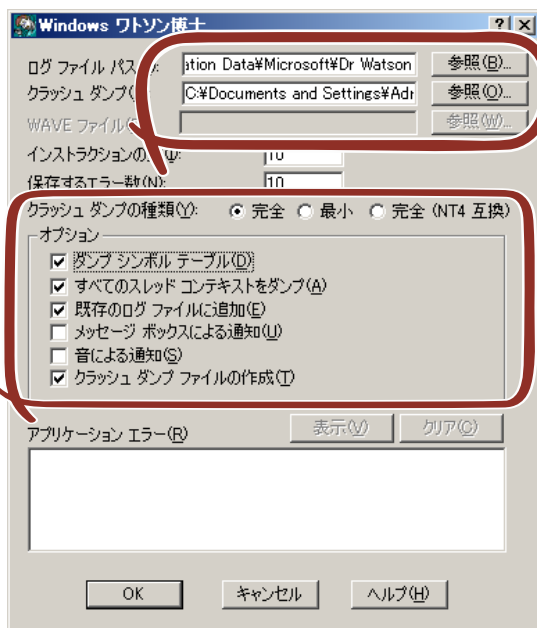 Windows ワトソン博士
ログ ファイル パス
ation Data¥Microsoft¥Dr Watson
参照(B)...
クラッシュ ダンプ(
C:¥Documents and Settings¥Adr
参照(O)...
WAVE ファイル(
参照(W)...
インストラクションの
10
保存するエラー数(N):
10
クラッシュ ダンプの種類(Y): 完全 最小 完全 (NT4 互換)
オプション
ダンプ シンボル テーブル(D)
すべてのスレッド コンテキストをダンプ(A)
既存のログ ファイルに追加(E)
メッセージ ボックスによる通知(U)
音による通知(S)
クラッシュ ダンプ ファイルの作成(T)
アプリケーション エラー(R)
表示(V)
クリア(C)
OK
キャンセル
ヘルプ(H)